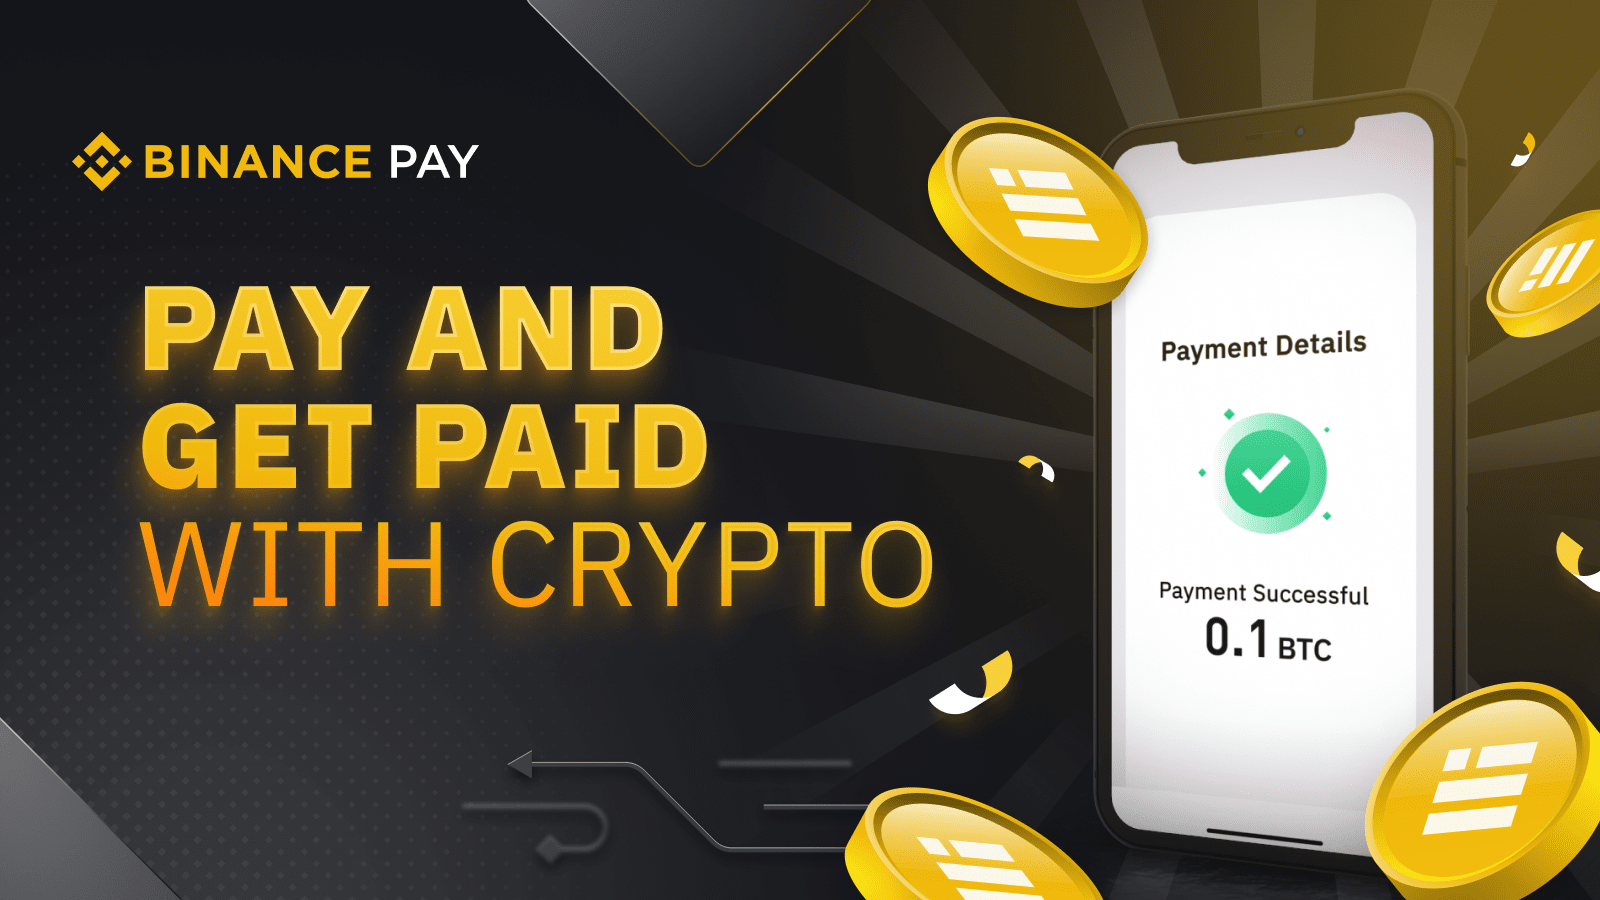 BINANCE PAY
PAY AND
GET PAID
WITH CRYPTO
Payment Details
Payment Successful
0.1 BTC